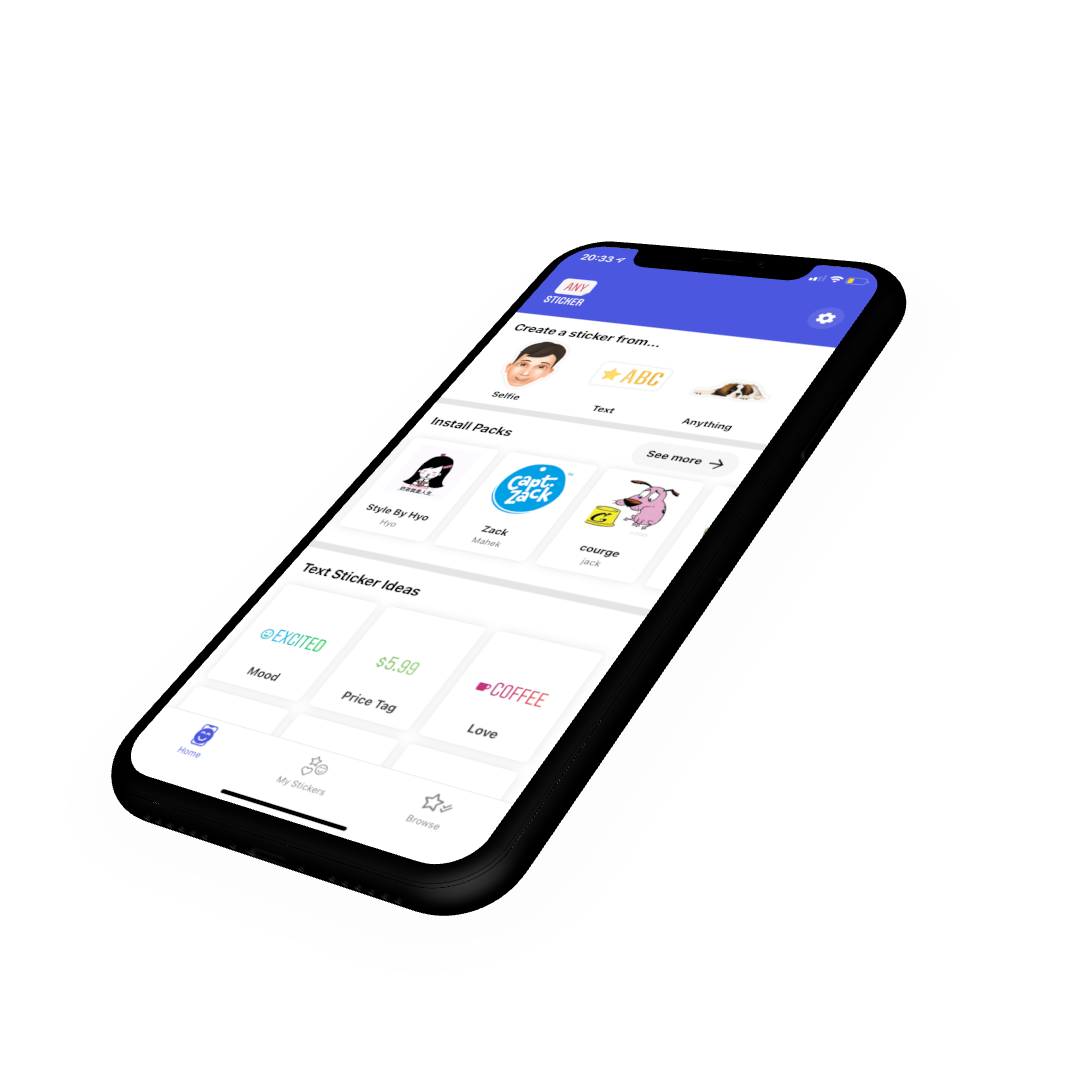 20:33
ANY
STICKER
Create a sticker from...
ABC
Selfie
Text
Anything
Install Packs
See more
Capt.
Zack
Style By Hyo
Hyo
Zack
Mahek
courge
jack
Text Sticker Ideas
EXCITED
$5.99
COFFEE
Mood
Price Tag
Love
Home
My Stickers
Browse